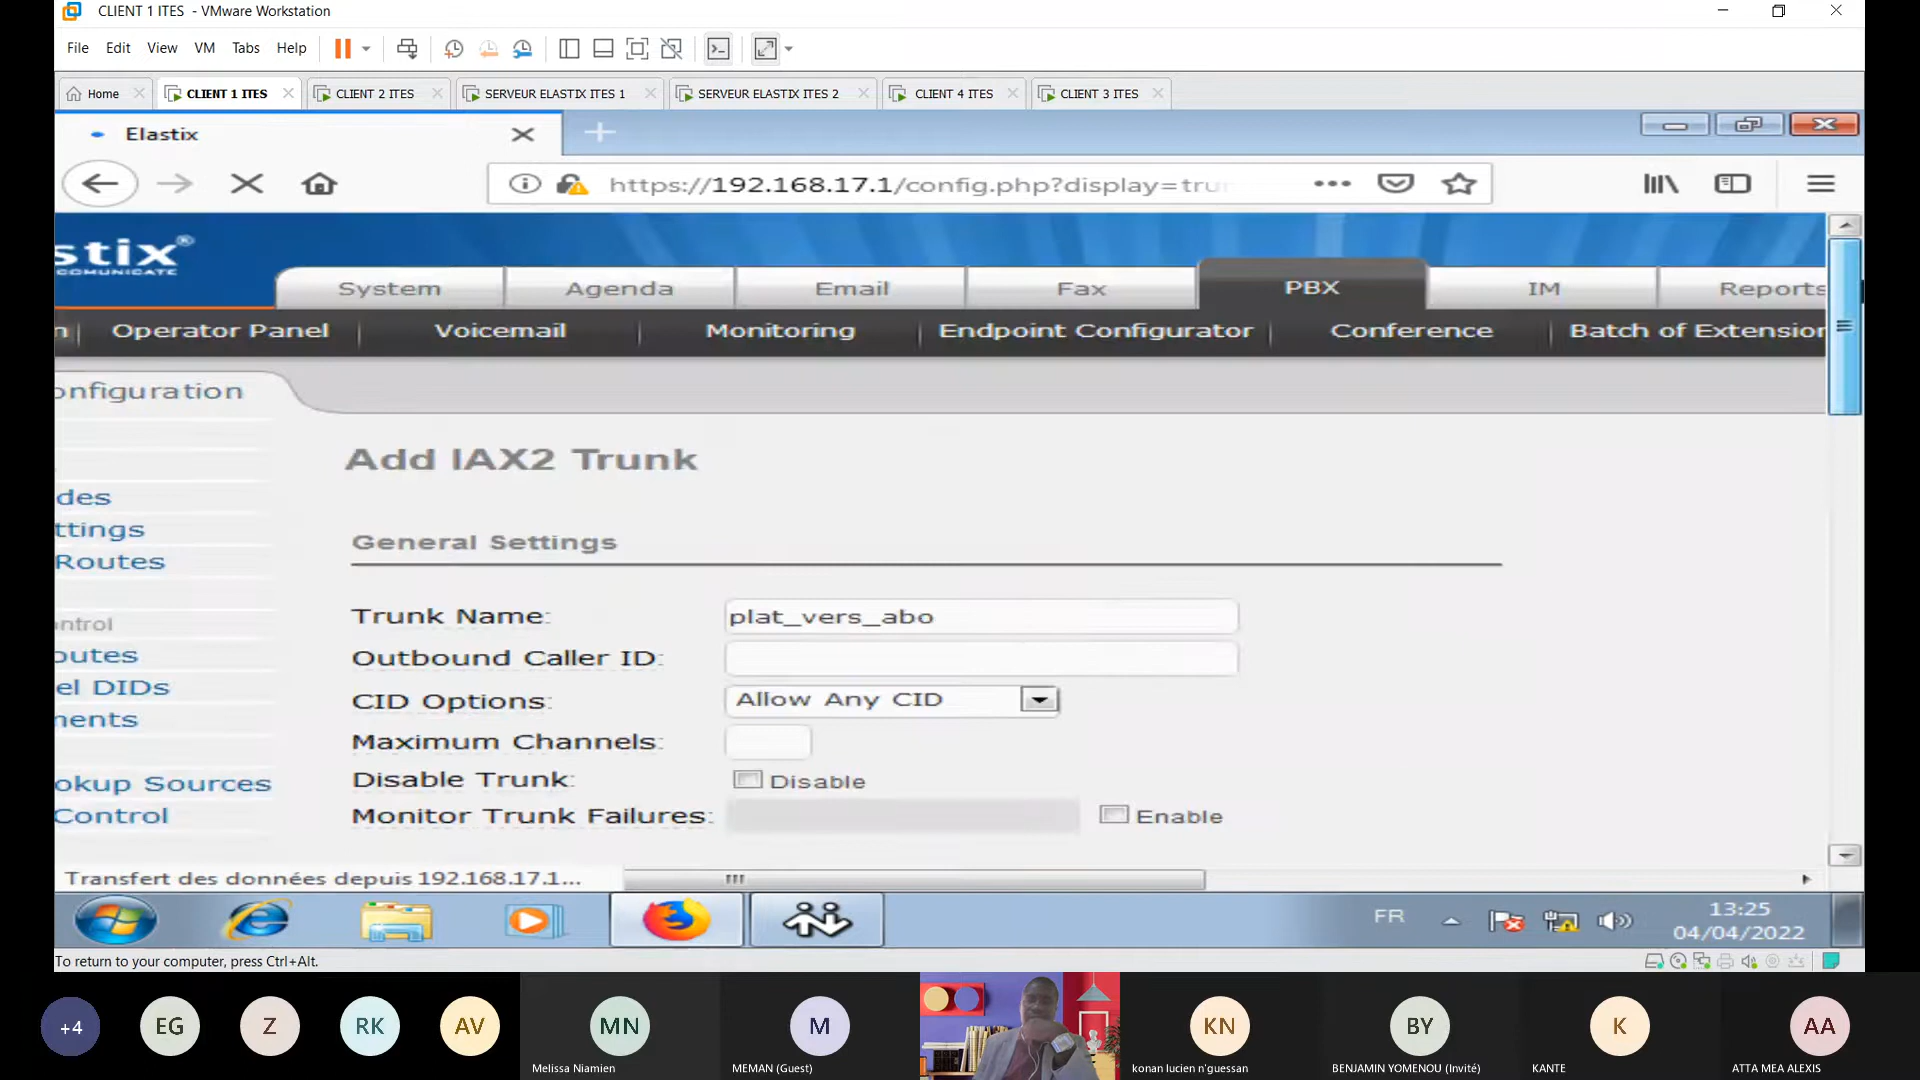 CLIENT 1 ITES - VMware Workstation
File Edit View VM Tabs Help
Home CLIENT 1 ITES CLIENT 2 ITES SERVEUR ELASTIX ITES 1 SERVEUR ELASTIX ITES 2 CLIENT 4 ITES CLIENT 3 ITES
Elastix
https://192.168.17.1/config.php?display=trun
stix®
COMUNICATE
System Agenda Email Fax PBX IM Reports
n Operator Panel Voicemail Monitoring Endpoint Configurator Conference Batch of Extension
onfiguration
Add IAX2 Trunk
des
ttings
Routes
General Settings
Trunk Name: plat_vers_abo
ontrol
Outbound Caller ID:
outes
el DIDs
CID Options: Allow Any CID
nents
Maximum Channels:
okup Sources
Disable Trunk: Disable
Control
Monitor Trunk Failures: Enable
Transfert des données depuis 192.168.17.1...
FR
13:25
04/04/2022
To return to your computer, press Ctrl+Alt.
+4 EG Z RK AV MN M KN BY K AA
Melissa Niamien MEMAN (Guest) konan lucien n'guessan BENJAMIN YOMENOU (Invité) KANTE ATTA MEA ALEXIS